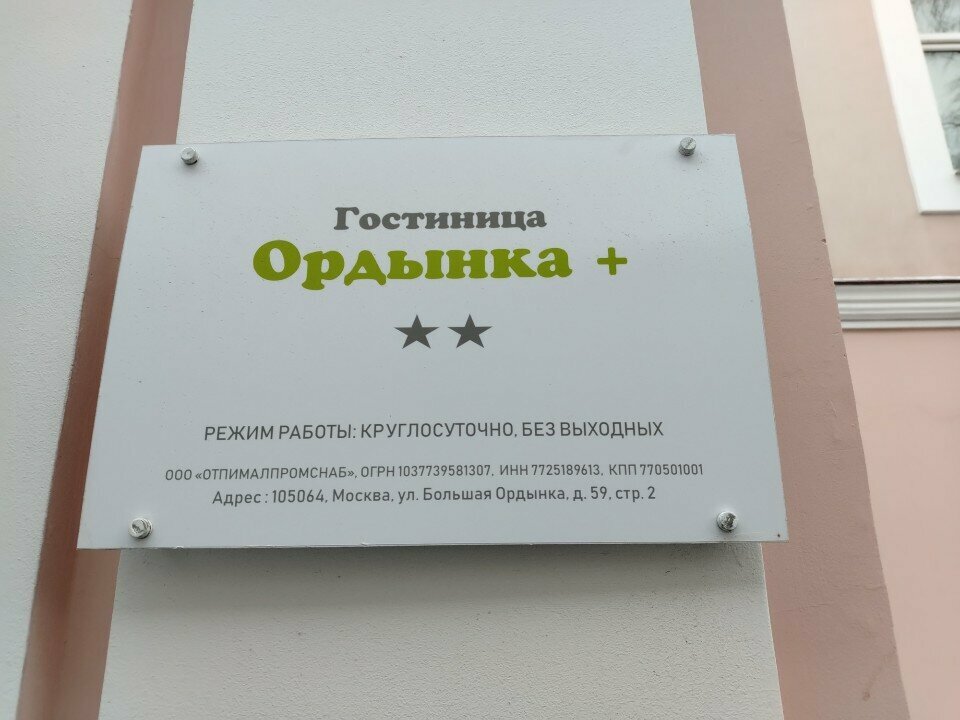 Гостиница
Ордынка +
РЕЖИМ РАБОТЫ: КРУГЛОСУТОЧНО, БЕЗ ВЫХОДНЫХ
ООО «ОТПИМАЛПРОМСНАБ», ОГРН 1037739581307, ИНН 7725189613, КПП 770501001
Адрес : 105064, Москва, ул. Большая Ордынка, д. 59, стр. 2